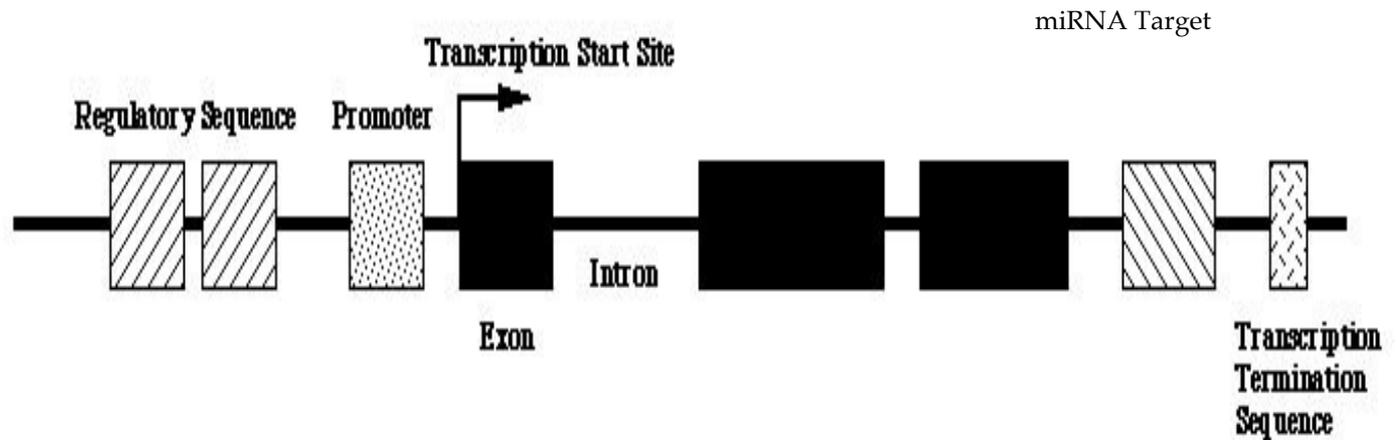 miRNA Target
Transcription Start Site
Regulatory Sequence
Promoter
Intron
Exon
Transcription
Termination
Sequence